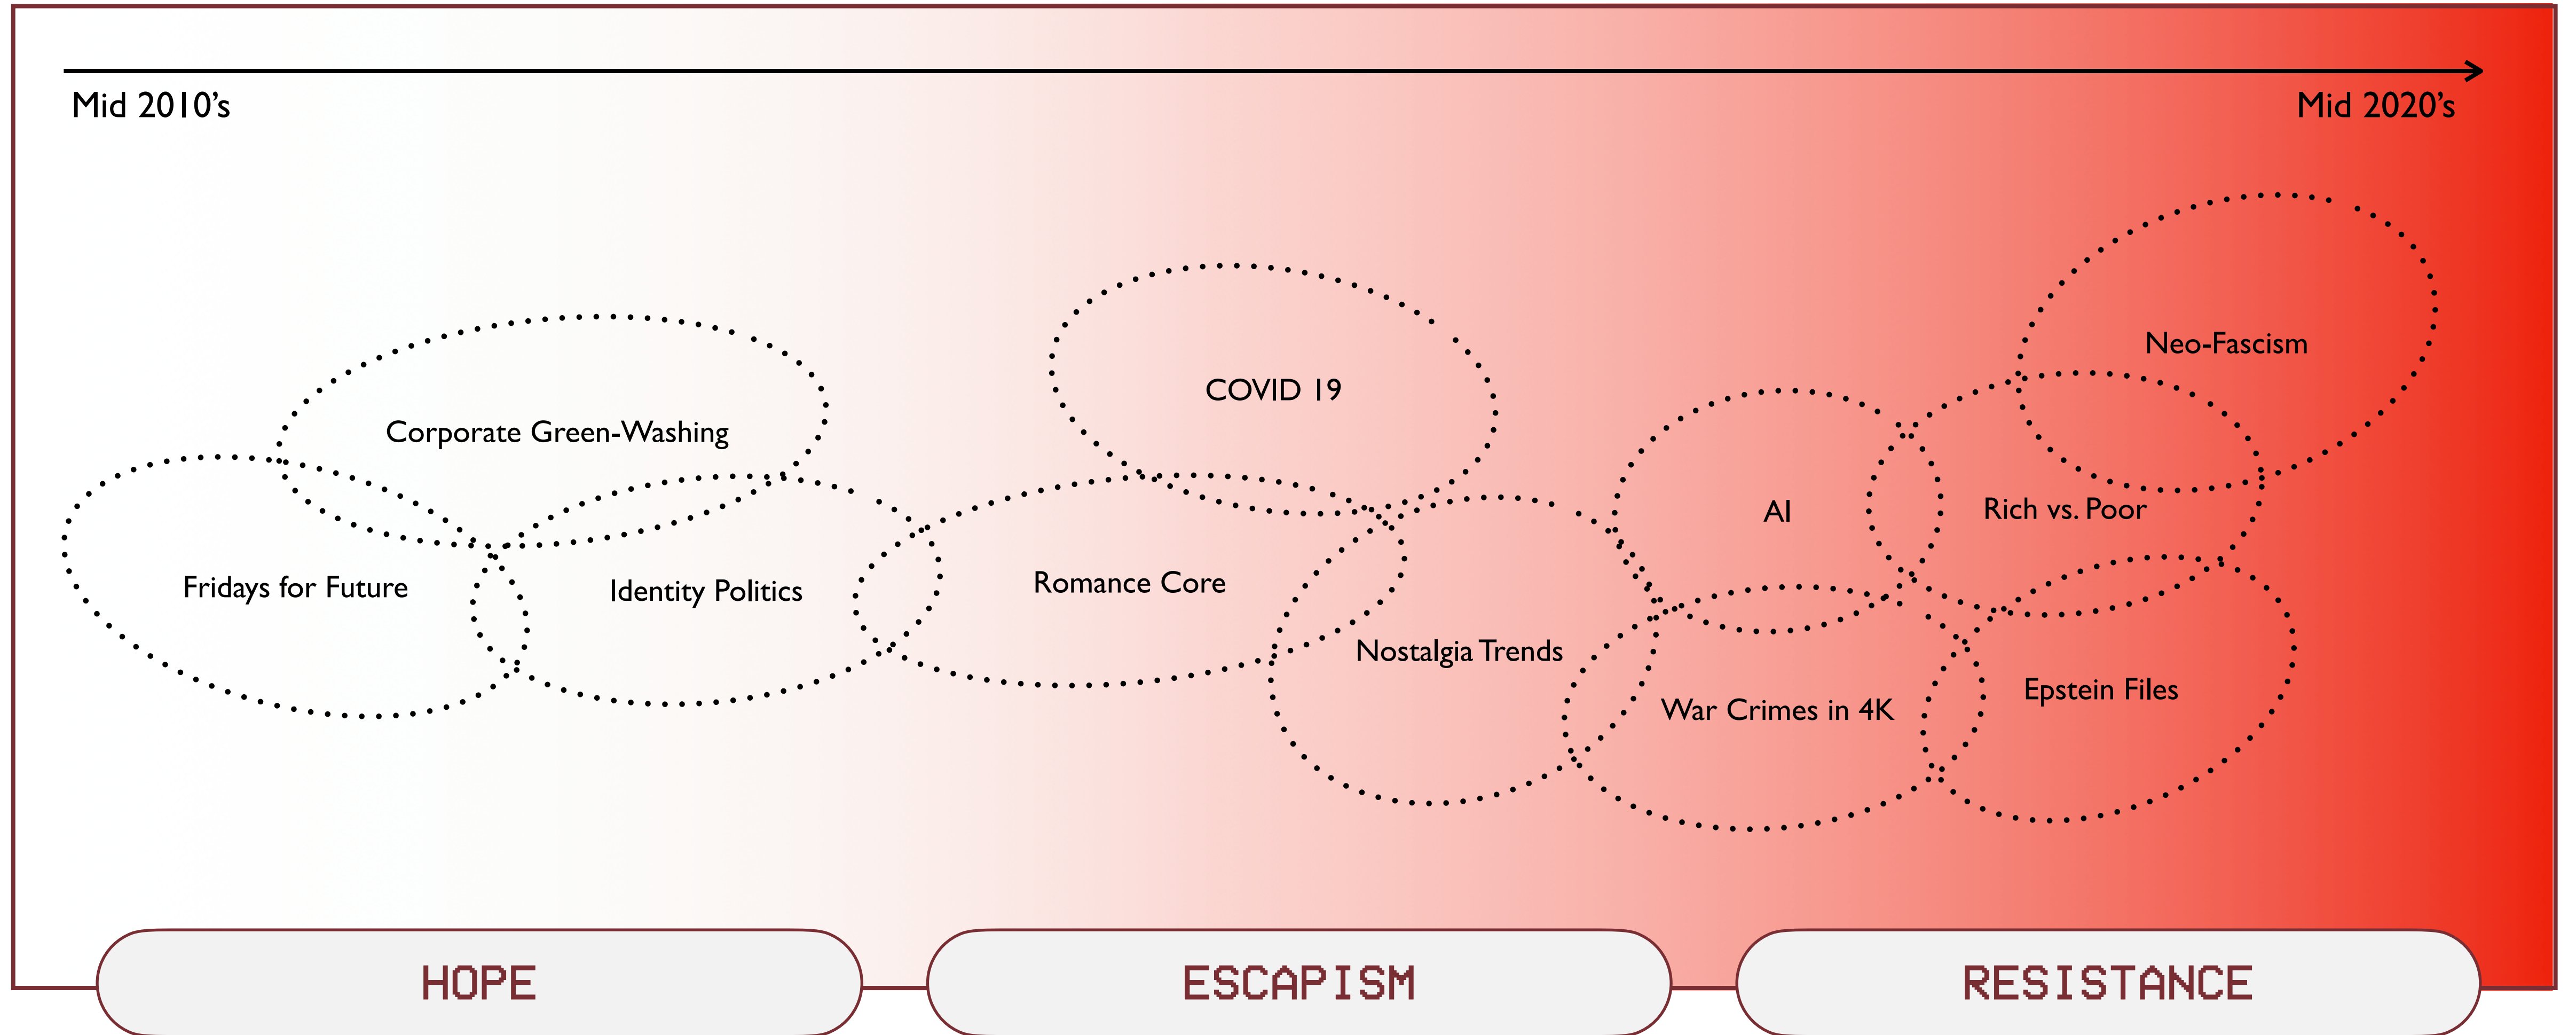 Mid 2010's
Mid 2020's
Neo-Fascism
COVID 19
Corporate Green-Washing
AI
Rich vs. Poor
Fridays for Future
Identity Politics
Romance Core
Nostalgia Trends
War Crimes in 4K
Epstein Files
HOPE
ESCAPISM
RESISTANCE